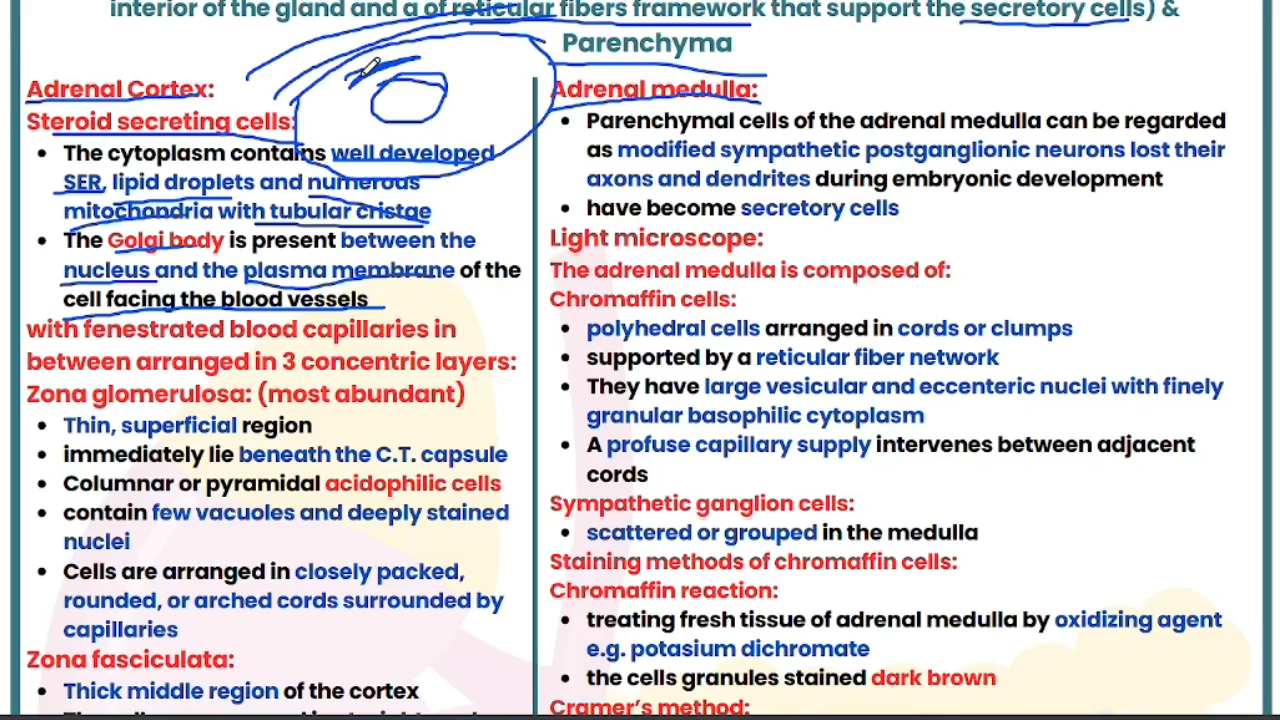 interior of the gland and a of reticular fibers framework that support the secretory cells) &
Parenchyma
Adrenal Cortex:
Steroid secreting cells:
• The cytoplasm contains well developed
SER, lipid droplets and numerous
mitochondria with tubular cristae
• The Golgi body is present between the
nucleus and the plasma membrane of the
cell facing the blood vessels
with fenestrated blood capillaries in
between arranged in 3 concentric layers:
Zona glomerulosa: (most abundant)
• Thin, superficial region
• immediately lie beneath the C.T. capsule
• Columnar or pyramidal acidophilic cells
• contain few vacuoles and deeply stained
nuclei
• Cells are arranged in closely packed,
rounded, or arched cords surrounded by
capillaries
Zona fasciculata:
• Thick middle region of the cortex
Adrenal medulla:
• Parenchymal cells of the adrenal medulla can be regarded
as modified sympathetic postganglionic neurons lost their
axons and dendrites during embryonic development
• have become secretory cells
Light microscope:
The adrenal medulla is composed of:
Chromaffin cells:
• polyhedral cells arranged in cords or clumps
• supported by a reticular fiber network
• They have large vesicular and eccenteric nuclei with finely
granular basophilic cytoplasm
• A profuse capillary supply intervenes between adjacent
cords
Sympathetic ganglion cells:
• scattered or grouped in the medulla
Staining methods of chromaffin cells:
Chromaffin reaction:
• treating fresh tissue of adrenal medulla by oxidizing agent
e.g. potasium dichromate
• the cells granules stained dark brown
Cramer's method: